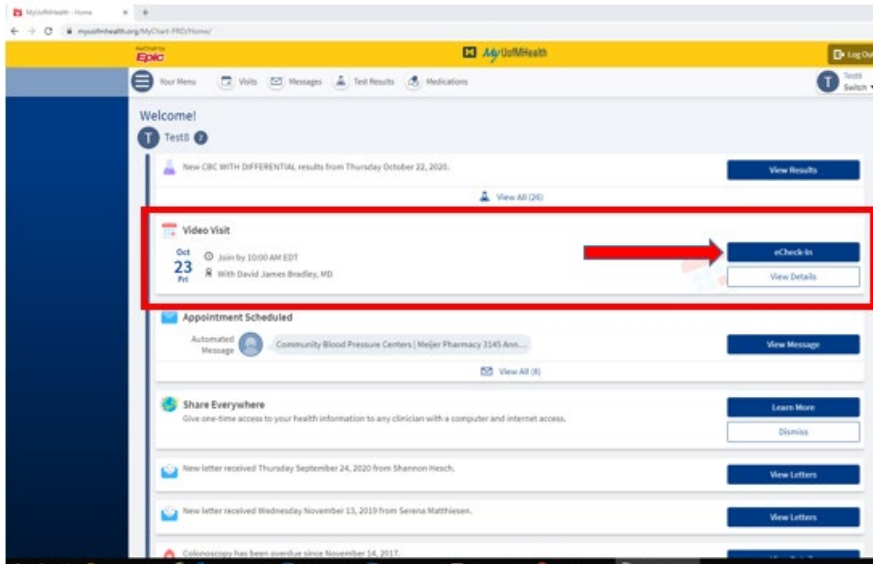 MyUofMHealth - Home
myuofmhealth.org/MyChart-PRD/Home/
MyChart by
Epic
M MyUofMHealth
Log Out
Your Menu Visits Messages Test Results Medications
T Test8
Switch
Welcome!
T Test8 7
New CBC WITH DIFFERENTIAL results from Thursday October 22, 2020.
View Results
View All (26)
Video Visit
Oct
23
Fri
Join by 10:00 AM EDT
With David James Bradley, MD
eCheck-In
View Details
Appointment Scheduled
Automated
Message
Community Blood Pressure Centers | Meijer Pharmacy 3145 Ann...
View Message
View All (8)
Share Everywhere
Give one-time access to your health information to any clinician with a computer and internet access.
Learn More
Dismiss
New letter received Thursday September 24, 2020 from Shannon Hesch.
View Letters
New letter received Wednesday November 13, 2019 from Serena Matthiesen.
View Letters
Colonoscopy has been overdue since November 14, 2017.